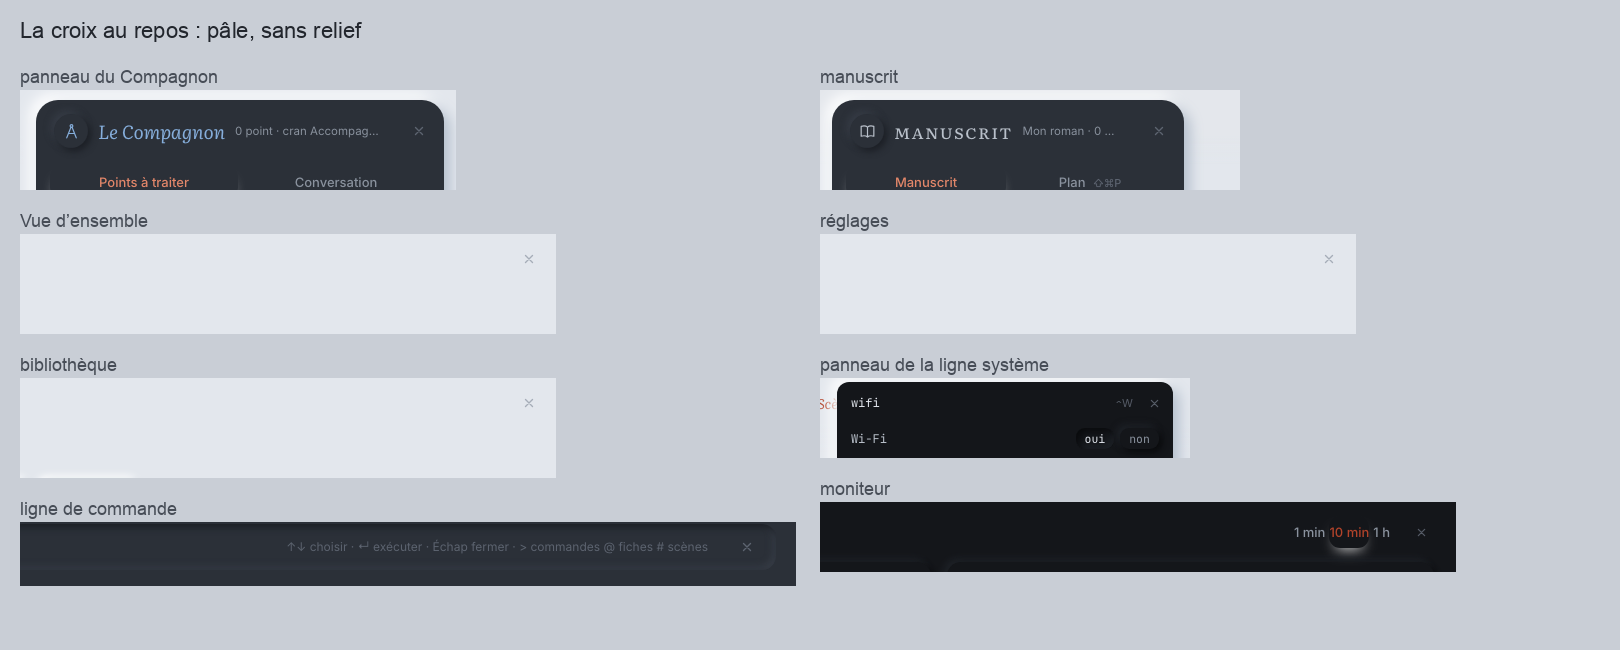 La croix au repos : pâle, sans relief
panneau du Compagnon
Le Compagnon 0 point · cran Accompag...
Points à traiter Conversation
manuscrit
MANUSCRIT Mon roman · 0 ...
Manuscrit Plan ⇧⌘P
Vue d’ensemble
réglages
bibliothèque
panneau de la ligne système
wifi ⌃W
Wi-Fi oui non
ligne de commande
↑↓ choisir · ↵ exécuter · Échap fermer · > commandes @ fiches # scènes
moniteur
1 min 10 min 1 h